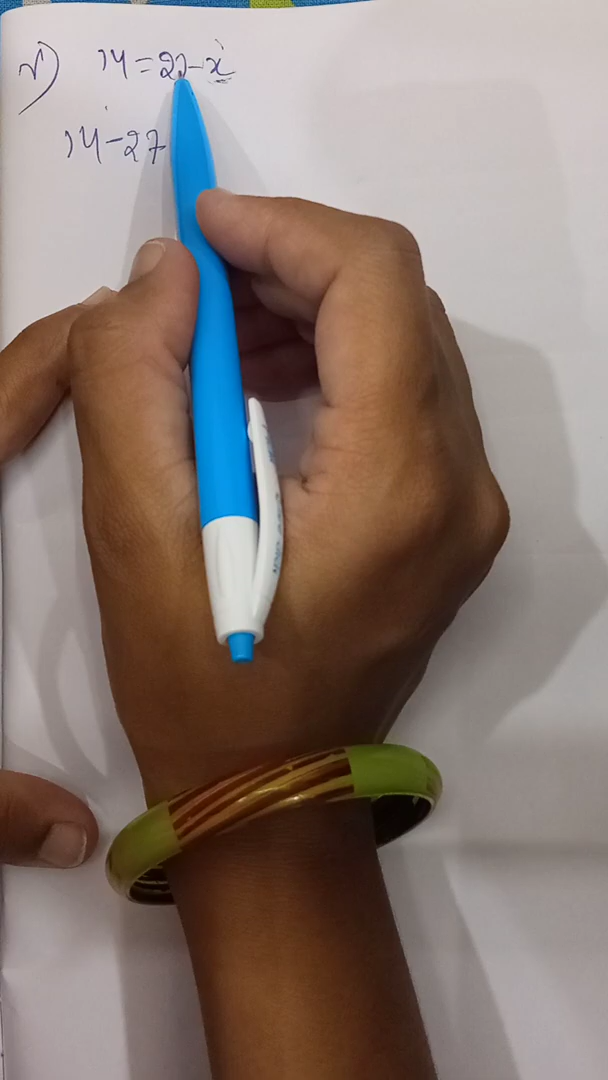 v) 14 = 27 - x
14 - 27